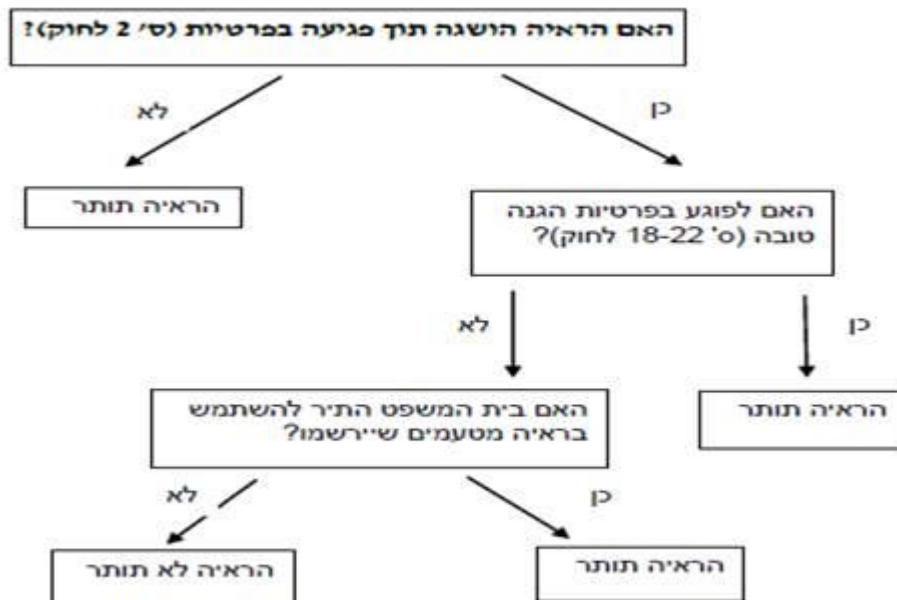 האם הראיה הושגה תוך פגיעה בפרטיות (ס' 2 לחוק)?
כן
לא
האם לפוגע בפרטיות הגנה
טובה (ס' 18-22 לחוק)?
הראיה תותר
כן
לא
הראיה תותר
האם בית המשפט התיר להשתמש
בראיה מטעמים שיירשמו?
כן
לא
הראיה תותר
הראיה לא תותר